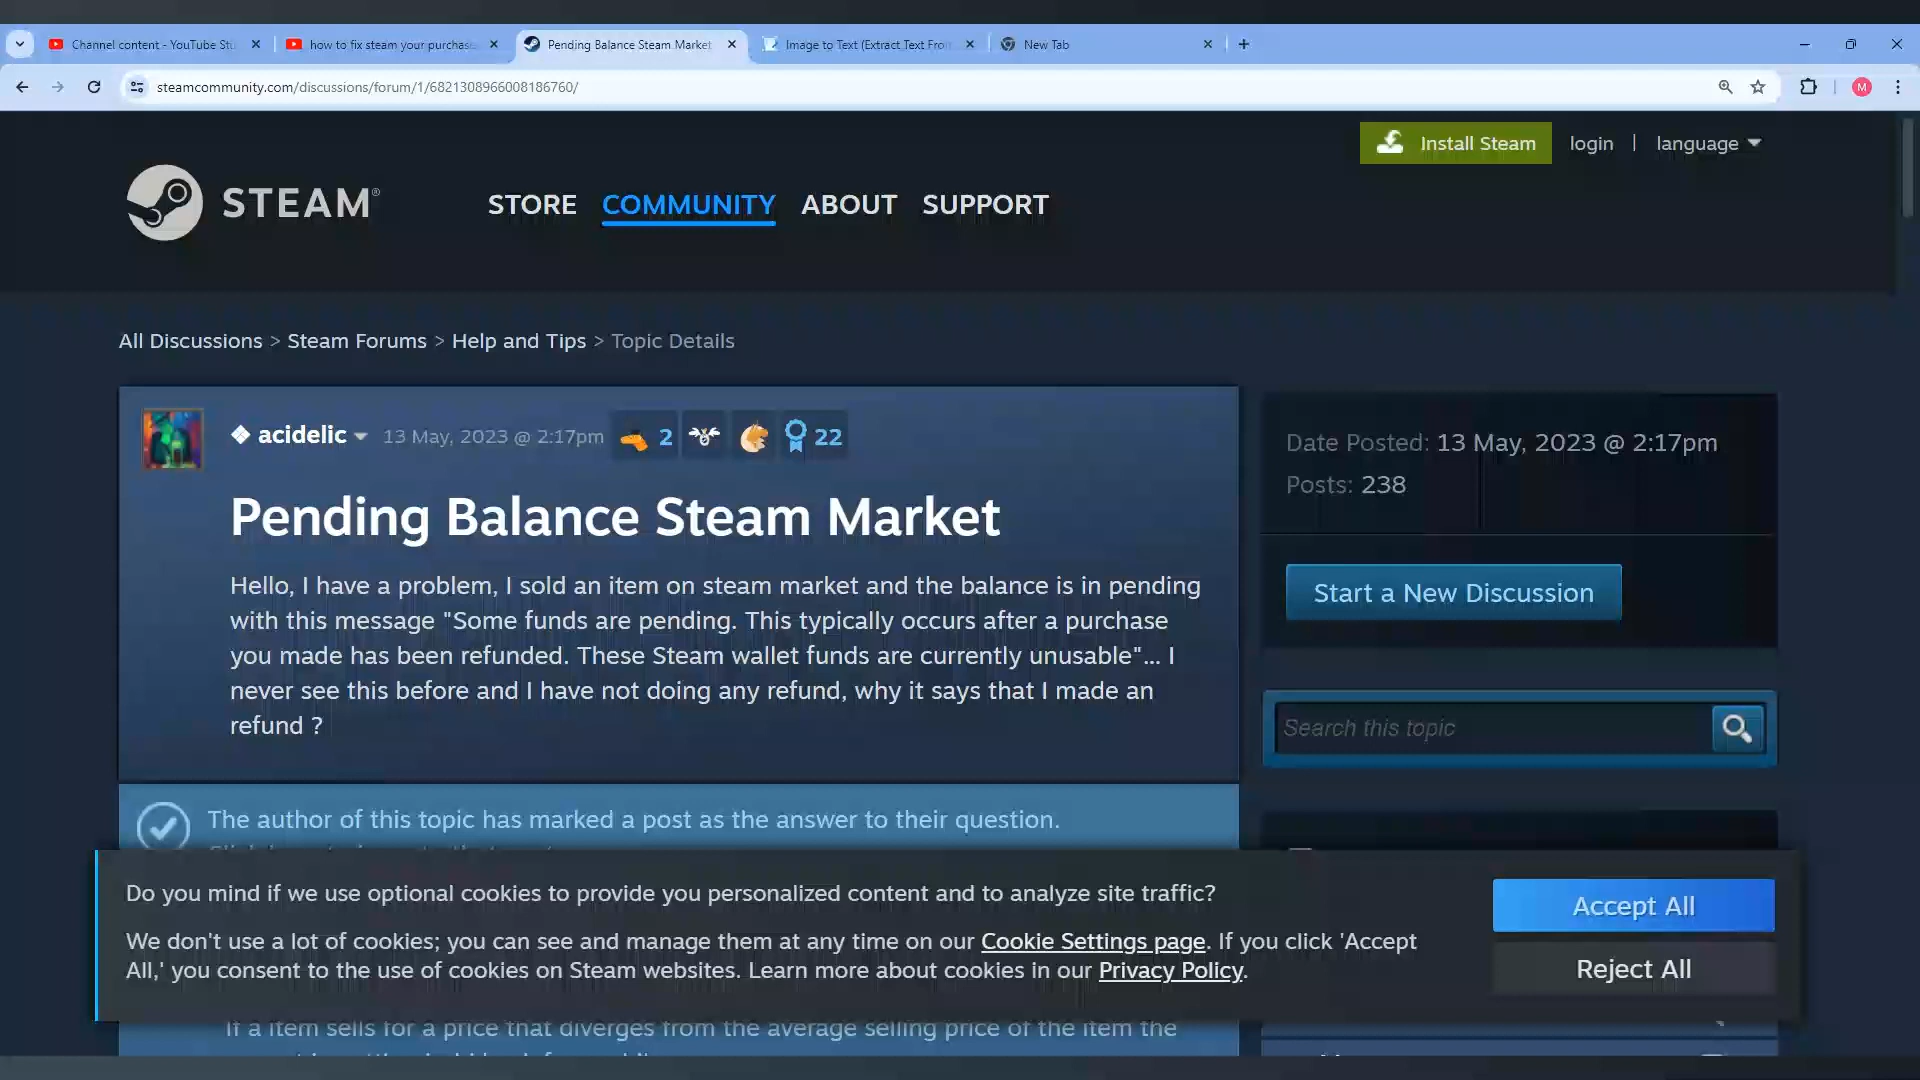 Channel content - YouTube Stu
how to fix steam your purchas
Pending Balance Steam Market
Image to Text (Extract Text From
New Tab
steamcommunity.com/discussions/forum/1/6821308966008186760/
M
Install Steam
login | language
STEAM®
STORE COMMUNITY ABOUT SUPPORT
All Discussions > Steam Forums > Help and Tips > Topic Details
acidelic 13 May, 2023 @ 2:17pm 2 22
Pending Balance Steam Market
Hello, I have a problem, I sold an item on steam market and the balance is in pending
with this message "Some funds are pending. This typically occurs after a purchase
you made has been refunded. These Steam wallet funds are currently unusable"... I
never see this before and I have not doing any refund, why it says that I made an
refund ?
Date Posted: 13 May, 2023 @ 2:17pm
Posts: 238
Start a New Discussion
Search this topic
The author of this topic has marked a post as the answer to their question.
Do you mind if we use optional cookies to provide you personalized content and to analyze site traffic?
We don't use a lot of cookies; you can see and manage them at any time on our Cookie Settings page. If you click 'Accept
All,' you consent to the use of cookies on Steam websites. Learn more about cookies in our Privacy Policy.
Accept All
Reject All
If a item sells for a price that diverges from the average selling price of the item the